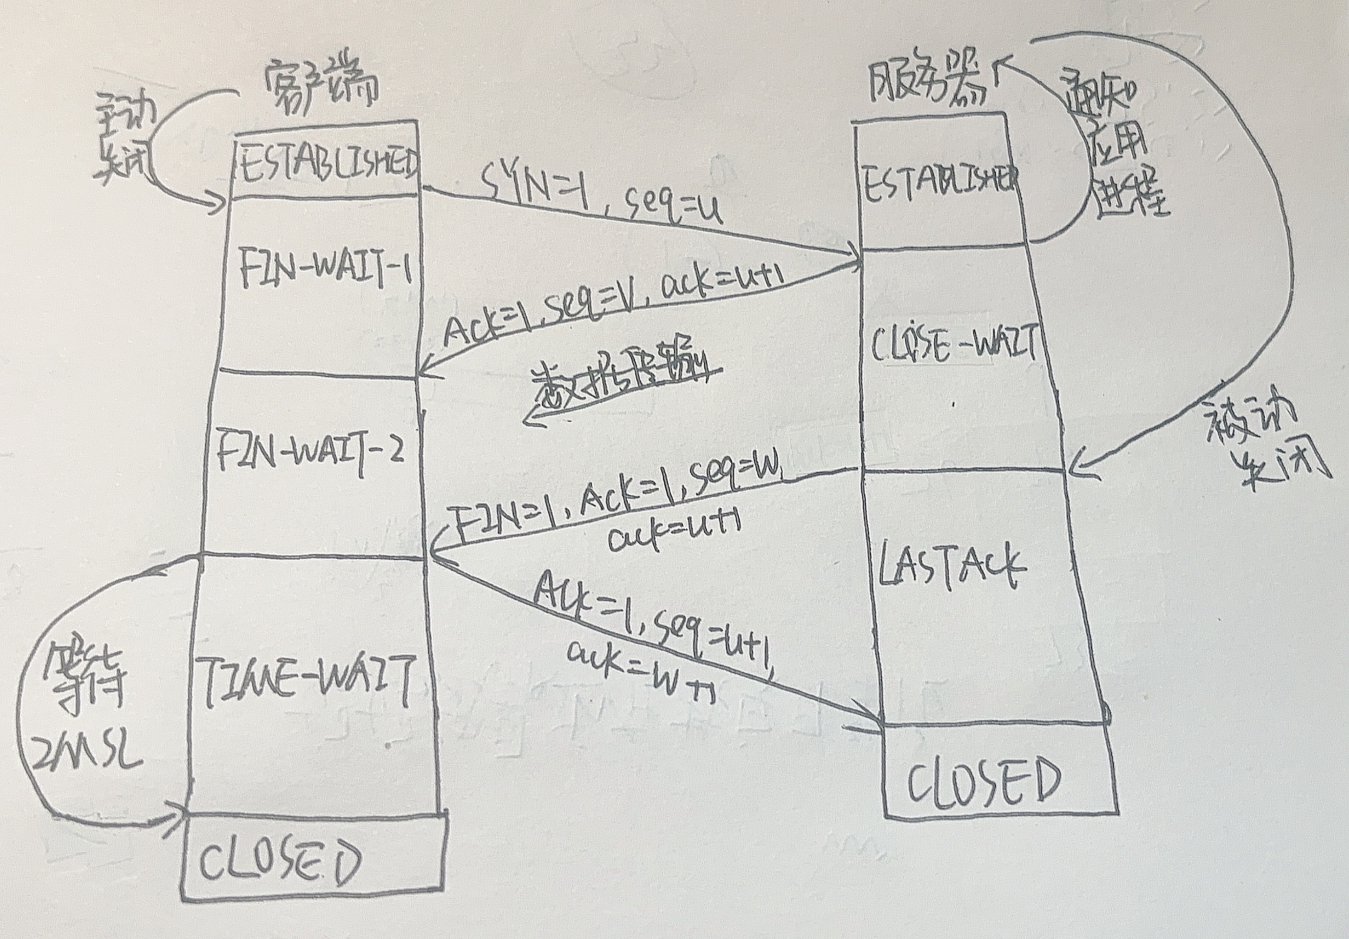 客户端
服务器
主动
关闭
通知
应用
进程
ESTABLISHED
SYN=1, seq=u
ESTABLISHED
FIN-WAIT-1
Ack=1, seq=V, ack=u+1
CLOSE-WAIT
数据传输
FIN-WAIT-2
被动
关闭
FIN=1, Ack=1, seq=w,
ack=u+1
LASTACK
Ack=1, seq=u+1,
ack=w+1
等待
2MSL
TIME-WAIT
CLOSED
CLOSED